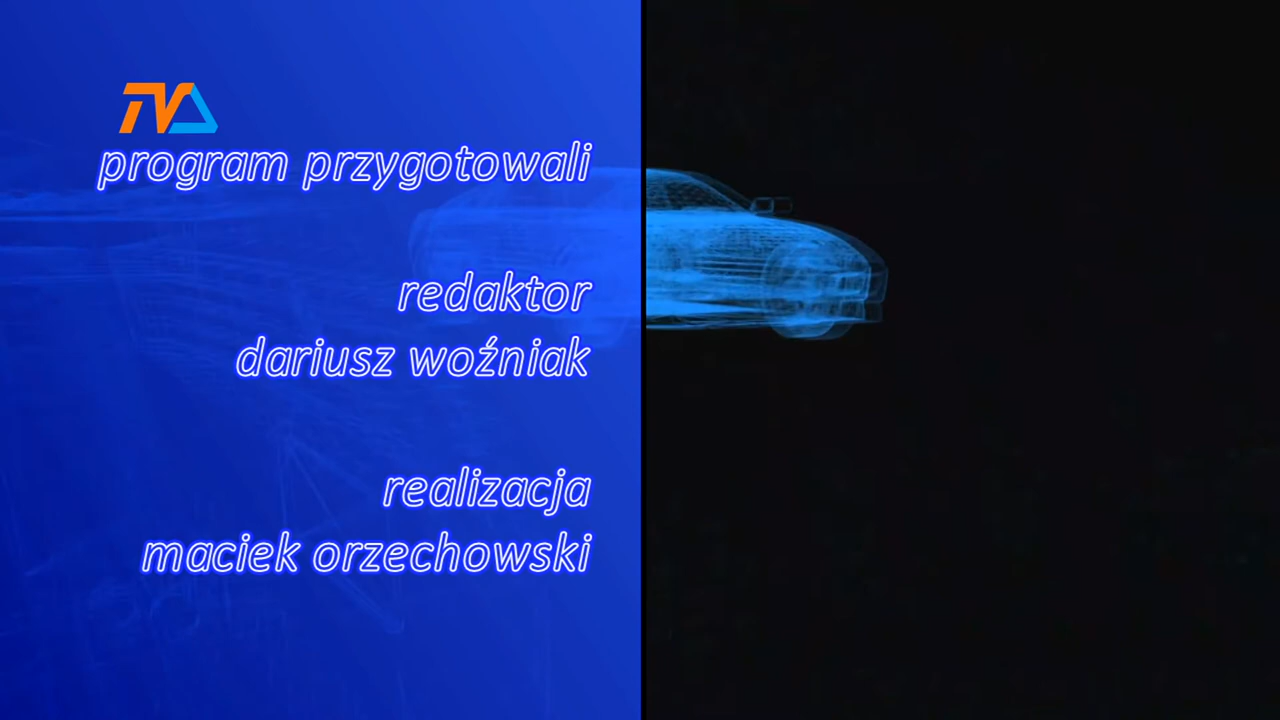 TVA
program przygotowali
redaktor
dariusz woźniak
realizacja
maciek orzechowski